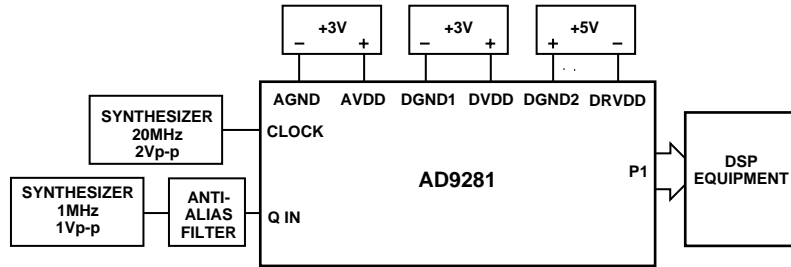 +3V
− +
+3V
− +
+5V
+ −
AGND AVDD DGND1 DVDD DGND2 DRVDD
SYNTHESIZER
20MHz
2Vp-p
CLOCK
SYNTHESIZER
1MHz
1Vp-p
ANTI-
ALIAS
FILTER
Q IN
AD9281
P1
DSP
EQUIPMENT